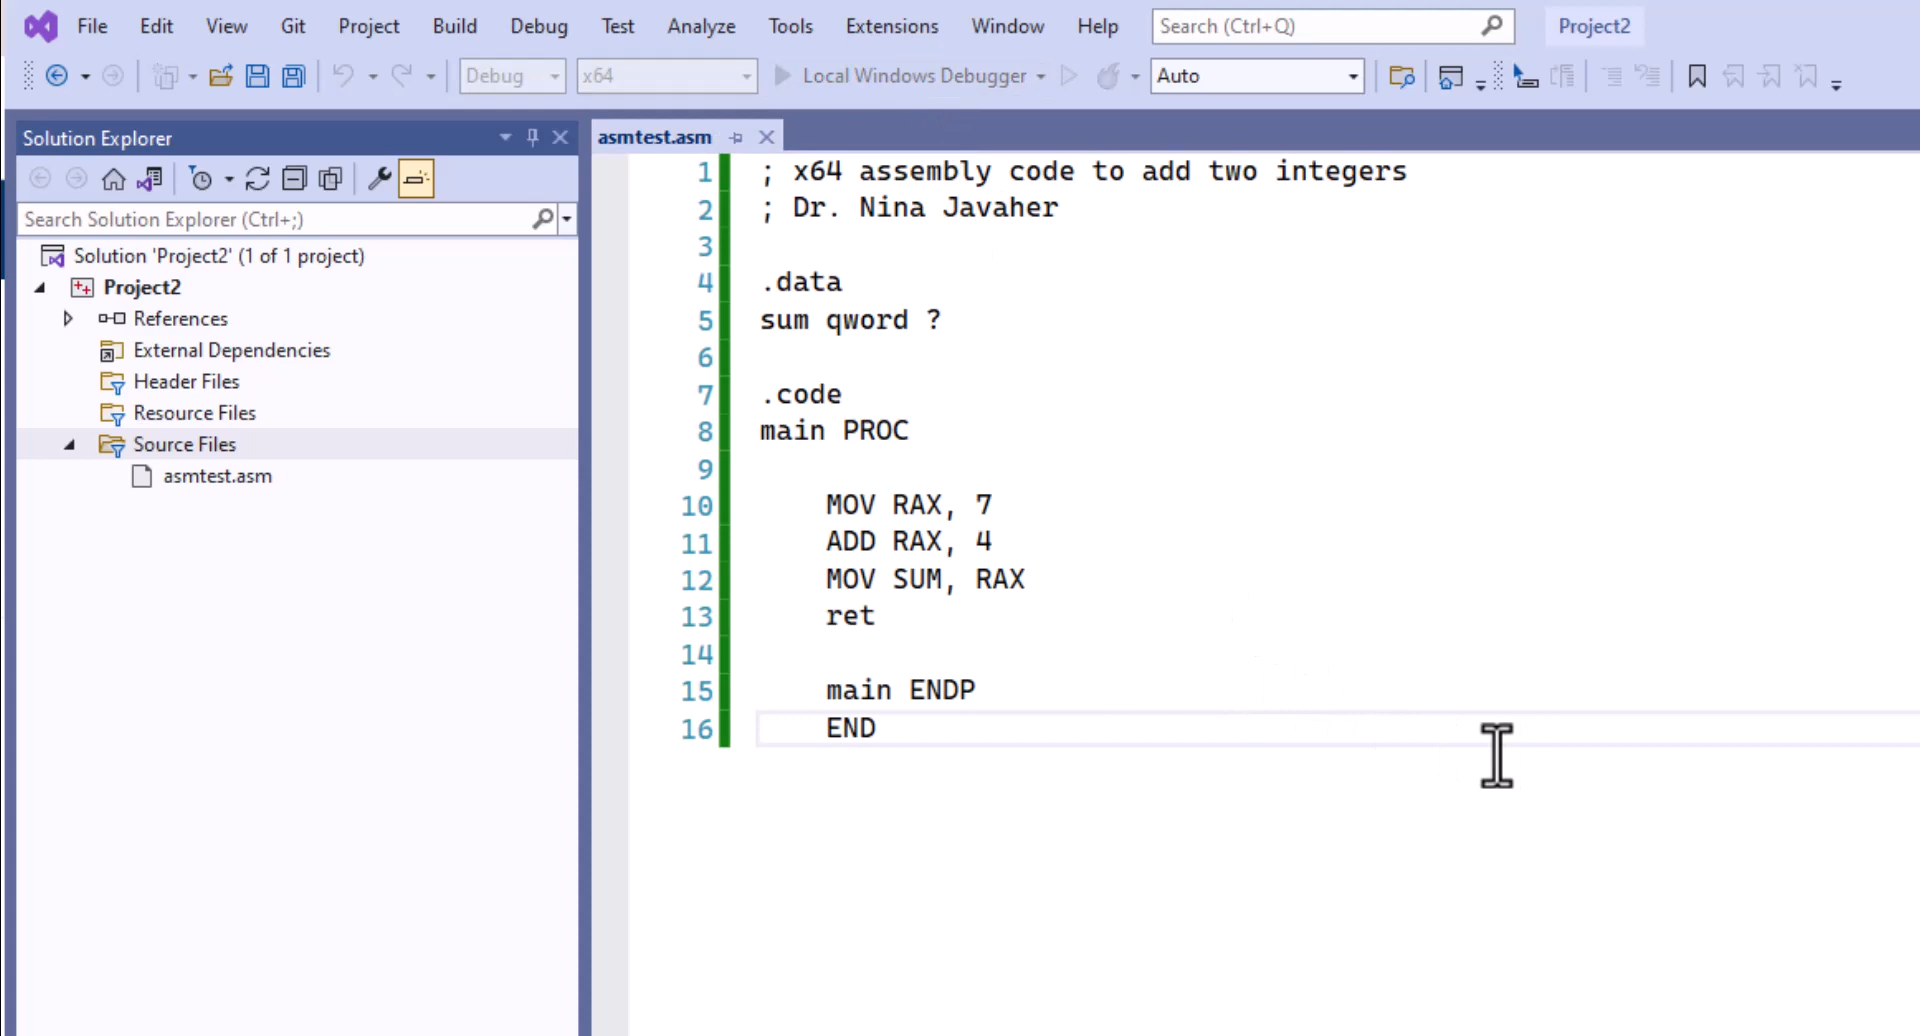 File Edit View Git Project Build Debug Test Analyze Tools Extensions Window Help Search (Ctrl+Q) Project2
Debug x64 Local Windows Debugger Auto
Solution Explorer
Search Solution Explorer (Ctrl+;)
Solution 'Project2' (1 of 1 project)
Project2
References
External Dependencies
Header Files
Resource Files
Source Files
asmtest.asm
asmtest.asm
1 ; x64 assembly code to add two integers
2 ; Dr. Nina Javaher
3
4 .data
5 sum qword ?
6
7 .code
8 main PROC
9
10 MOV RAX, 7
11 ADD RAX, 4
12 MOV SUM, RAX
13 ret
14
15 main ENDP
16 END